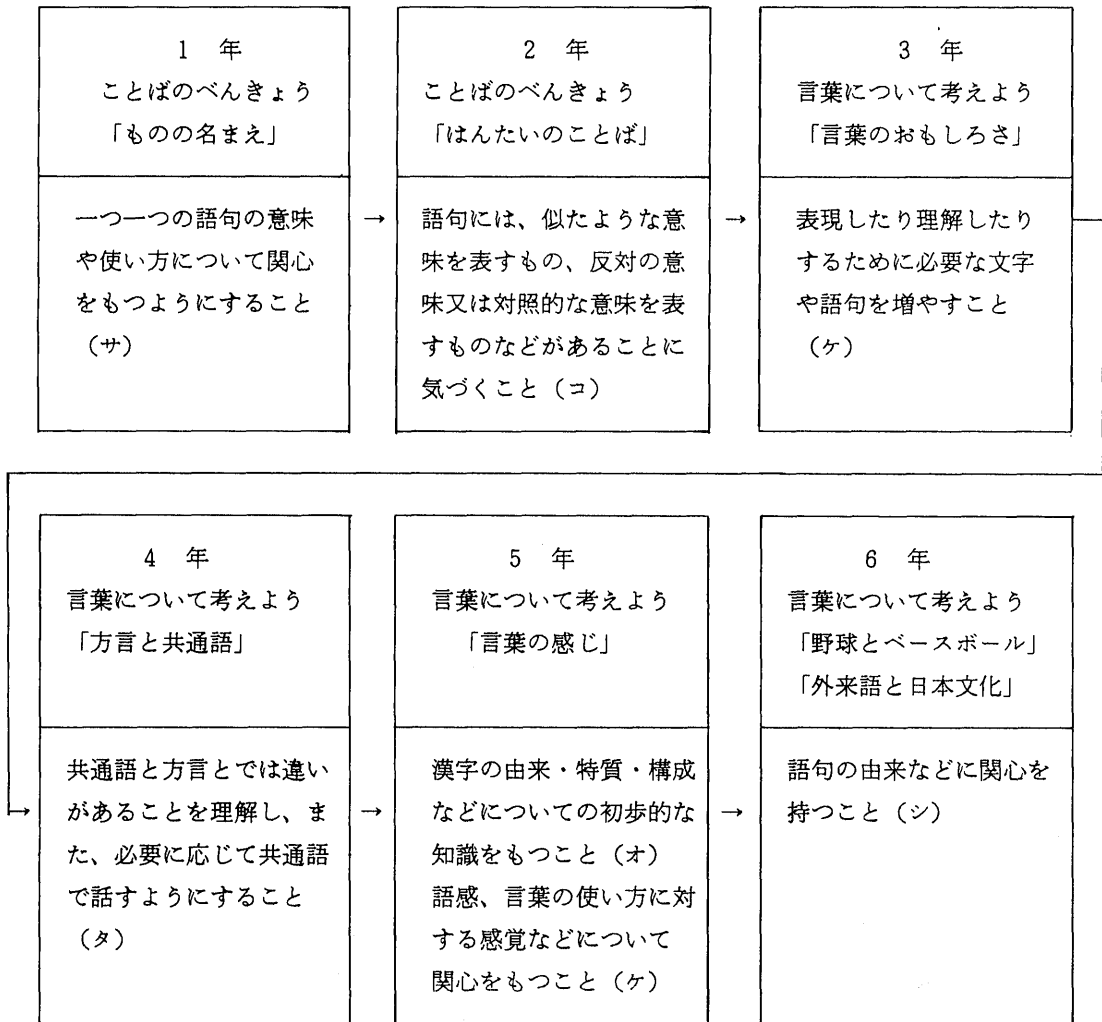 1 年
ことばのべんきょう
「ものの名まえ」
一つ一つの語句の意味
や使い方について関心
をもつようにすること
(サ)
→
2 年
ことばのべんきょう
「はんたいのことば」
語句には、似たような意
味を表すもの、反対の意
味又は対照的な意味を表
すものなどがあることに
気づくこと(コ)
→
3 年
言葉について考えよう
「言葉のおもしろさ」
表現したり理解したり
するために必要な文字
や語句を増やすこと
(ケ)
→
4 年
言葉について考えよう
「方言と共通語」
共通語と方言とでは違い
があることを理解し、ま
た、必要に応じて共通語
で話すようにすること
(タ)
→
5 年
言葉について考えよう
「言葉の感じ」
漢字の由来・特質・構成
などについての初歩的な
知識をもつこと(オ)
語感、言葉の使い方に対
する感覚などについて
関心をもつこと(ケ)
→
6 年
言葉について考えよう
「野球とベースボール」
「外来語と日本文化」
語句の由来などに関心を
持つこと(シ)